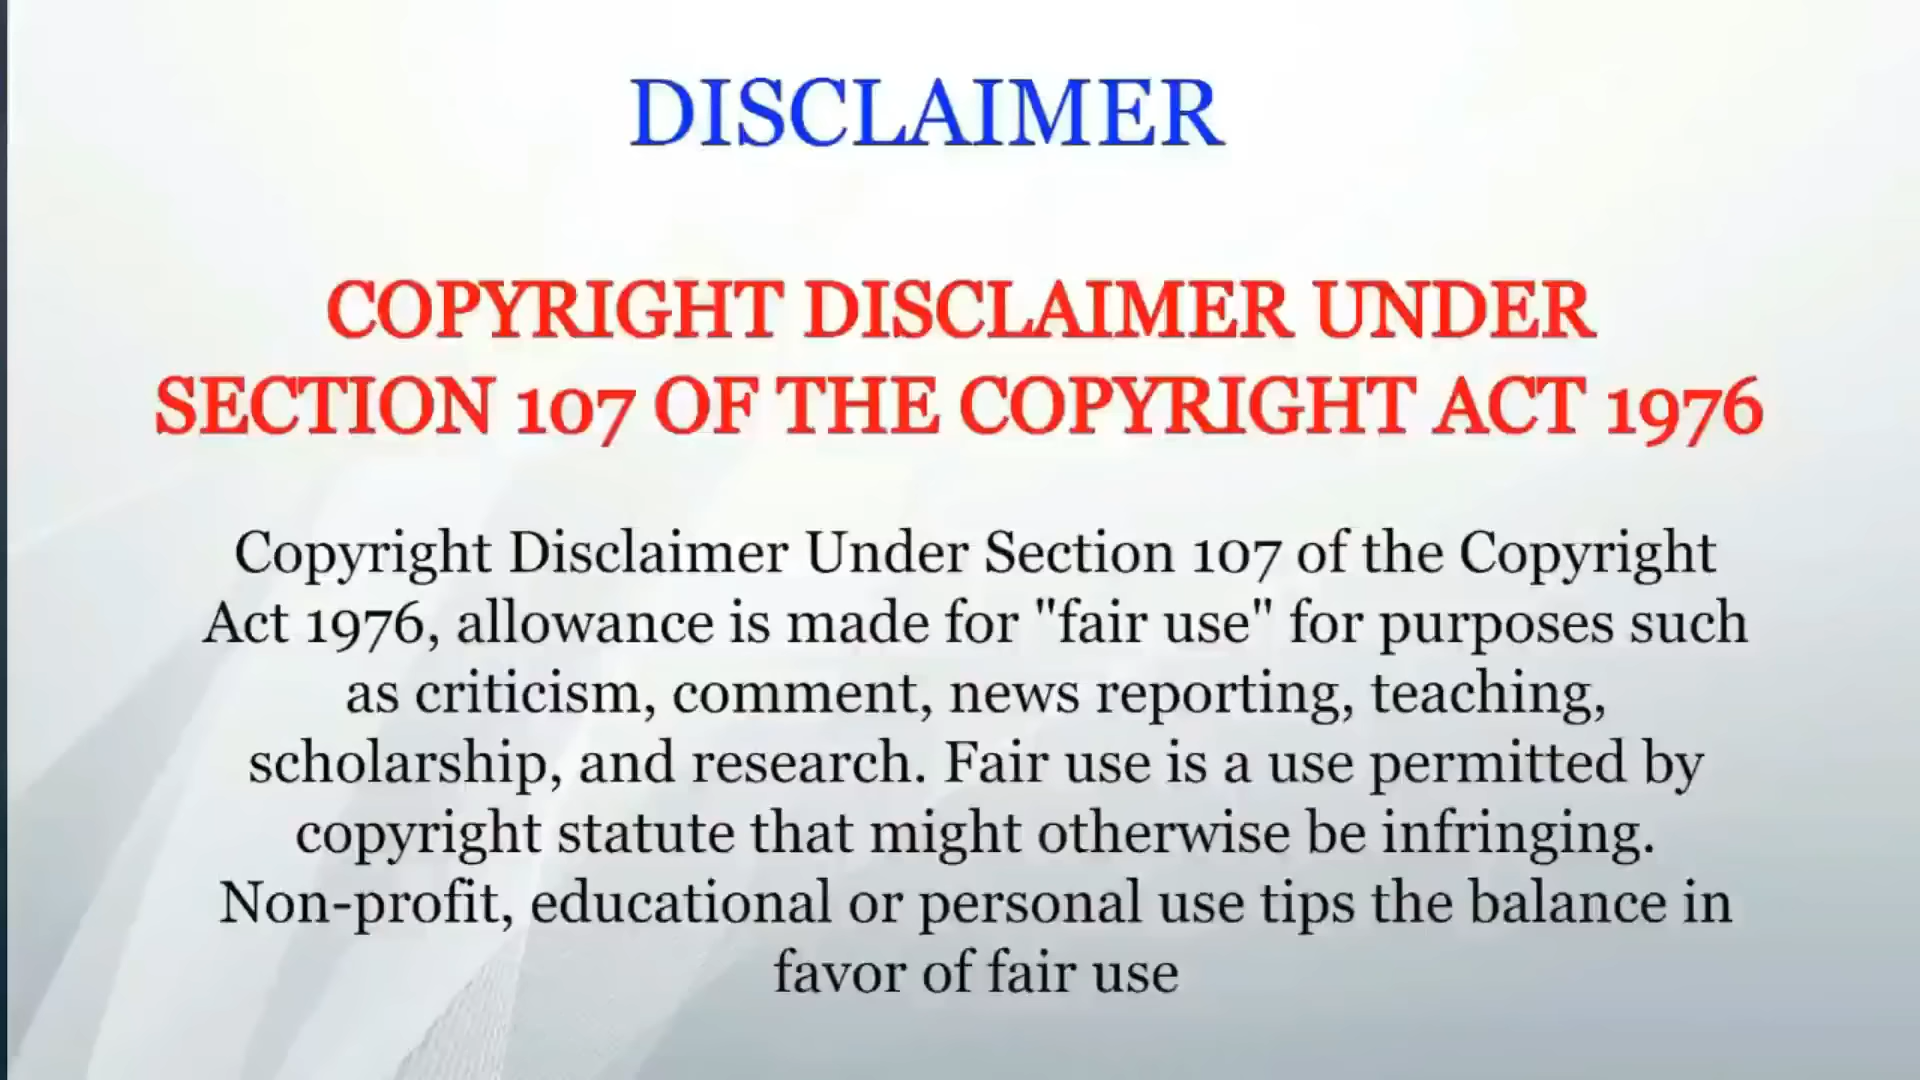 DISCLAIMER
COPYRIGHT DISCLAIMER UNDER
SECTION 107 OF THE COPYRIGHT ACT 1976
Copyright Disclaimer Under Section 107 of the Copyright
Act 1976, allowance is made for "fair use" for purposes such
as criticism, comment, news reporting, teaching,
scholarship, and research. Fair use is a use permitted by
copyright statute that might otherwise be infringing.
Non-profit, educational or personal use tips the balance in
favor of fair use